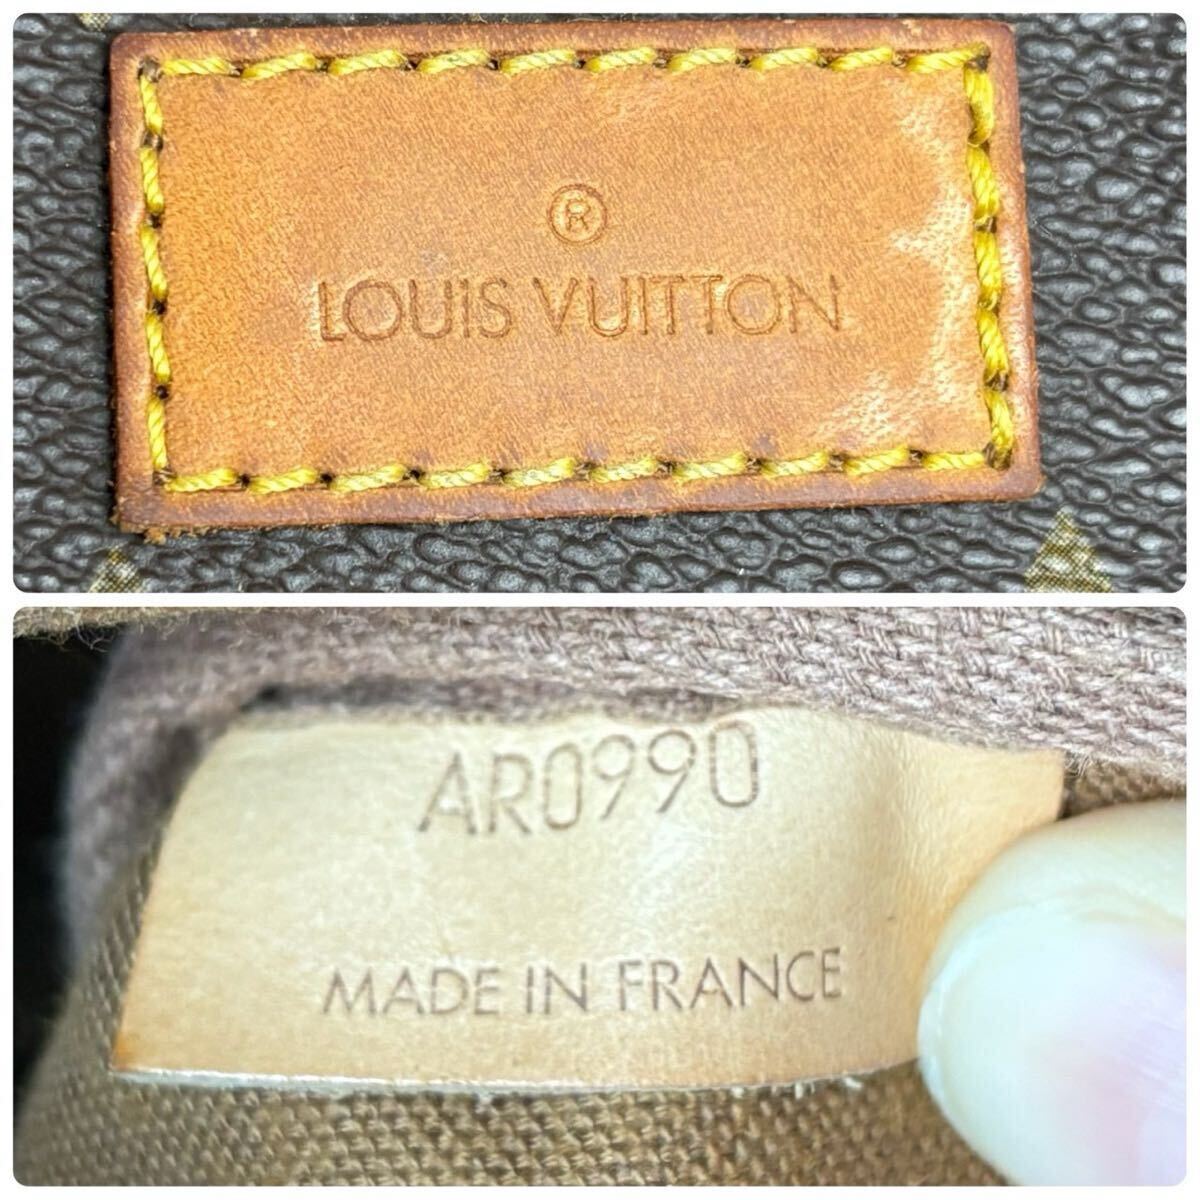 ®
LOUIS VUITTON
AR0990
MADE IN FRANCE